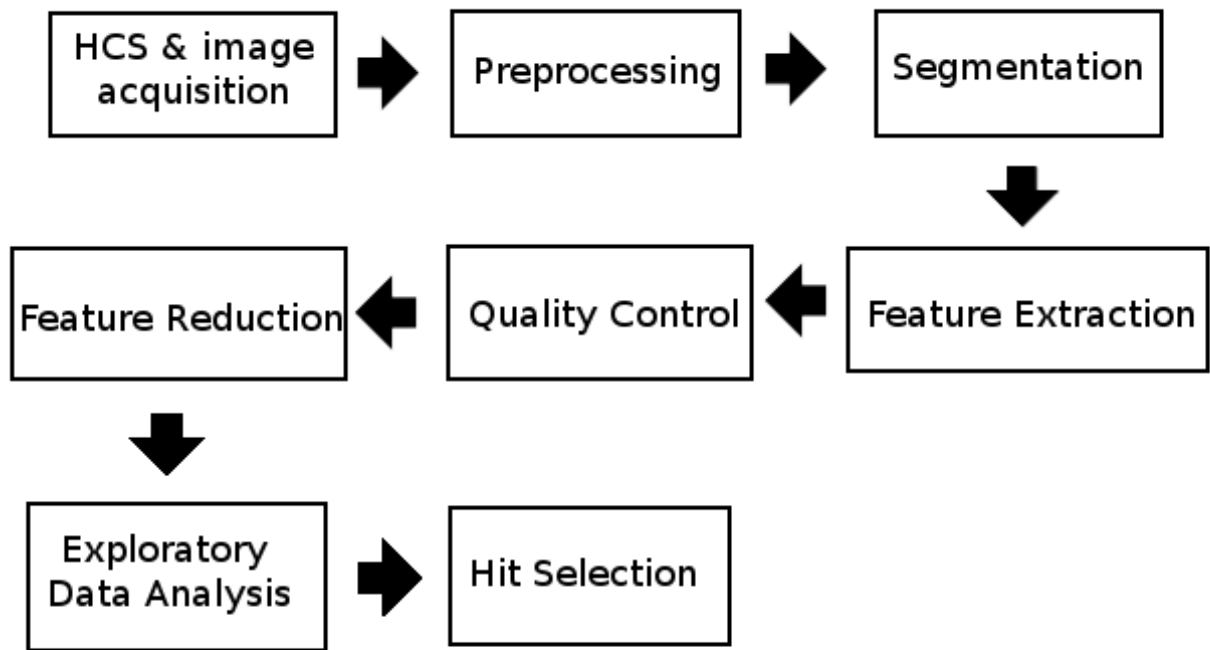 HCS & image
acquisition
Preprocessing
Segmentation
Feature Extraction
Quality Control
Feature Reduction
Exploratory
Data Analysis
Hit Selection